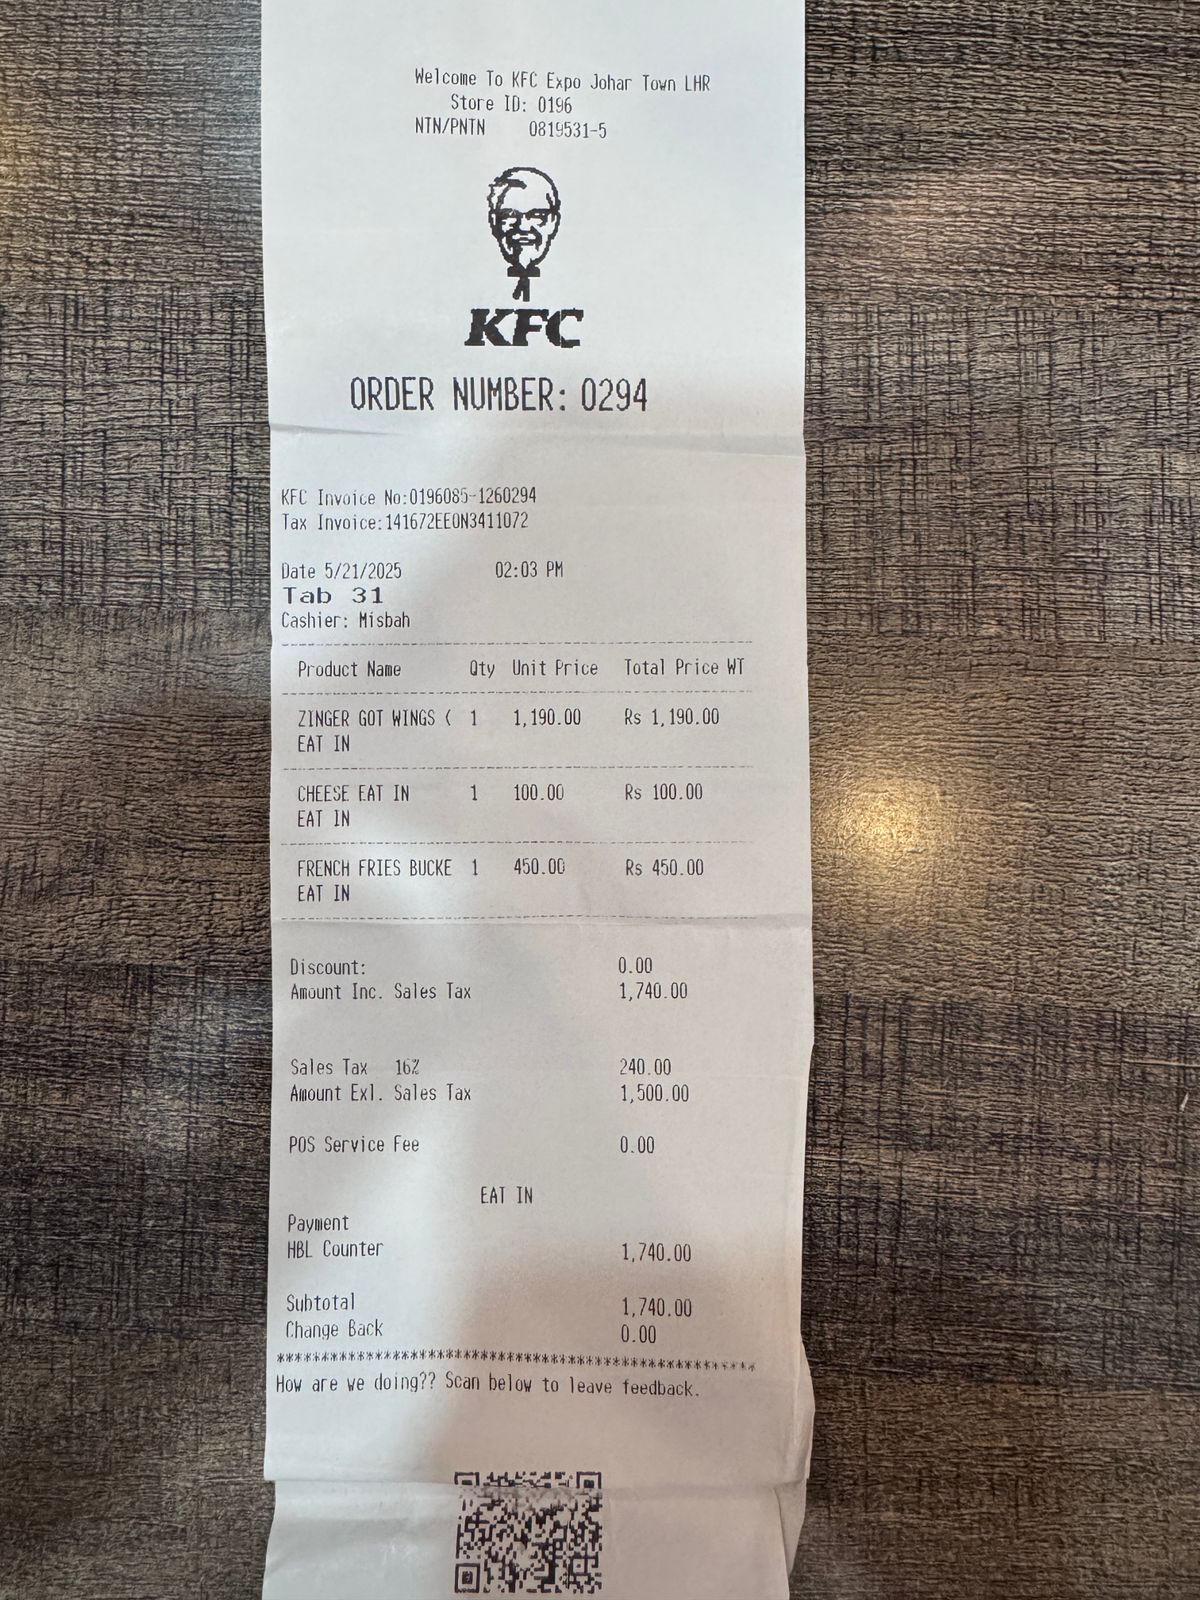 Welcome To KFC Expo Johar Town LHR
Store ID: 0196
NTN/PNTN 0819531-5
KFC
ORDER NUMBER: 0294
KFC Invoice No:0196085-1260294
Tax Invoice:141672EEON3411072
Date 5/21/2025 02:03 PM
Tab 31
Cashier: Misbah
Product Name Qty Unit Price Total Price WT
ZINGER GOT WINGS ( 1 1,190.00 Rs 1,190.00
EAT IN
CHEESE EAT IN 1 100.00 Rs 100.00
EAT IN
FRENCH FRIES BUCKE 1 450.00 Rs 450.00
EAT IN
Discount: 0.00
Amount Inc. Sales Tax 1,740.00
Sales Tax 16% 240.00
Amount Exl. Sales Tax 1,500.00
POS Service Fee 0.00
EAT IN
Payment
HBL Counter 1,740.00
Subtotal 1,740.00
Change Back 0.00
*******************************************************
How are we doing?? Scan below to leave feedback.